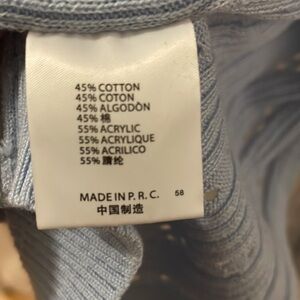 45% COTTON
45% COTON
45% ALGODÓN
45% 棉
55% ACRYLIC
55% ACRYLIQUE
55% ACRILICO
55% 腈纶
MADE IN P. R. C. 58
中国制造